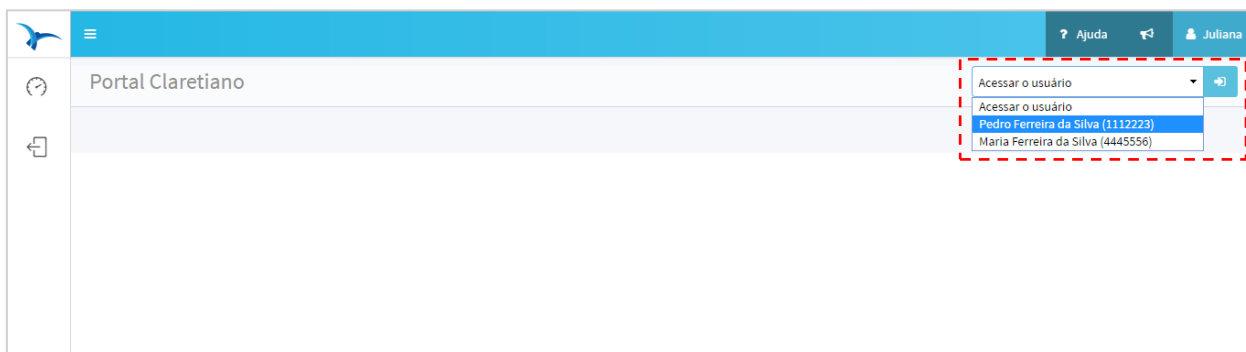 ? Ajuda
Juliana
Portal Claretiano
Acessar o usuário
Acessar o usuário
Pedro Ferreira da Silva (1112223)
Maria Ferreira da Silva (4445556)